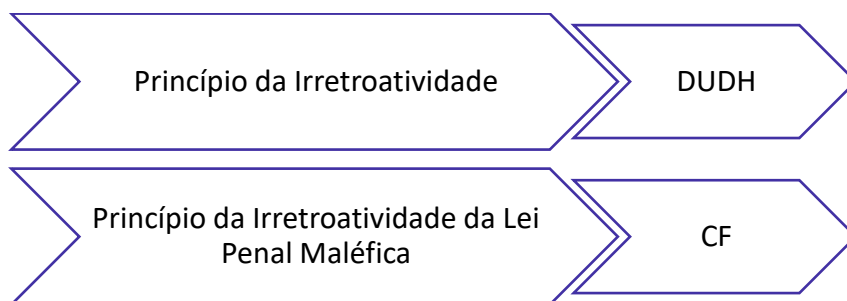 Princípio da Irretroatividade
DUDH
Princípio da Irretroatividade da Lei
Penal Maléfica
CF